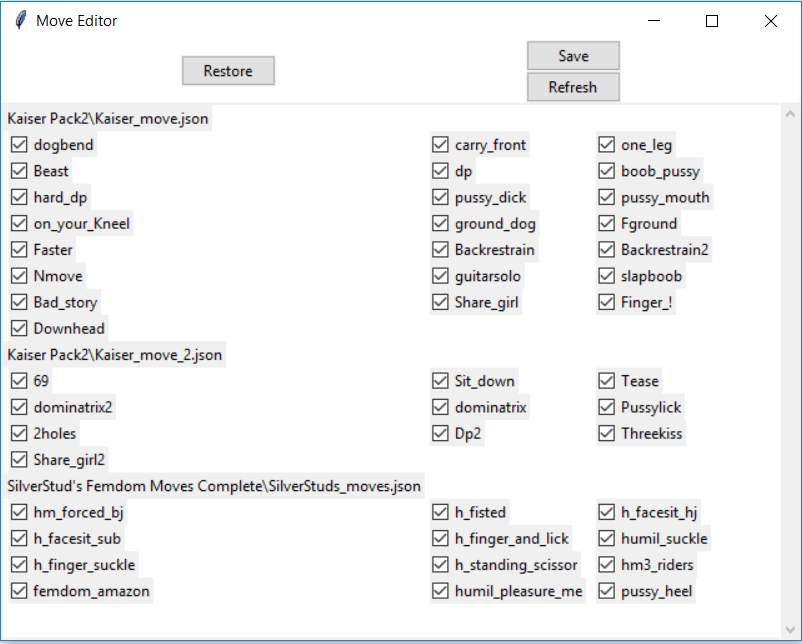 Move Editor
Restore
Save
Refresh
Kaiser Pack2\Kaiser_move.json
dogbend carry_front one_leg
Beast dp boob_pussy
hard_dp pussy_dick pussy_mouth
on_your_Kneel ground_dog Fground
Faster Backrestrain Backrestrain2
Nmove guitarsolo slapboob
Bad_story Share_girl Finger_!
Downhead
Kaiser Pack2\Kaiser_move_2.json
69 Sit_down Tease
dominatrix2 dominatrix Pussylick
2holes Dp2 Threekiss
Share_girl2
SilverStud's Femdom Moves Complete\SilverStuds_moves.json
hm_forced_bj h_fisted h_facesit_hj
h_facesit_sub h_finger_and_lick humil_suckle
h_finger_suckle h_standing_scissor hm3_riders
femdom_amazon humil_pleasure_me pussy_heel